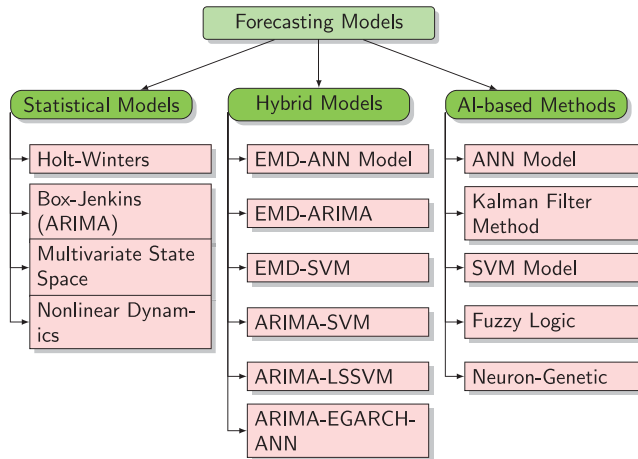 Forecasting Models
Statistical Models
Holt-Winters
Box-Jenkins
(ARIMA)
Multivariate State
Space
Nonlinear Dynam-
ics
Hybrid Models
EMD-ANN Model
EMD-ARIMA
EMD-SVM
ARIMA-SVM
ARIMA-LSSVM
ARIMA-EGARCH-
ANN
AI-based Methods
ANN Model
Kalman Filter
Method
SVM Model
Fuzzy Logic
Neuron-Genetic